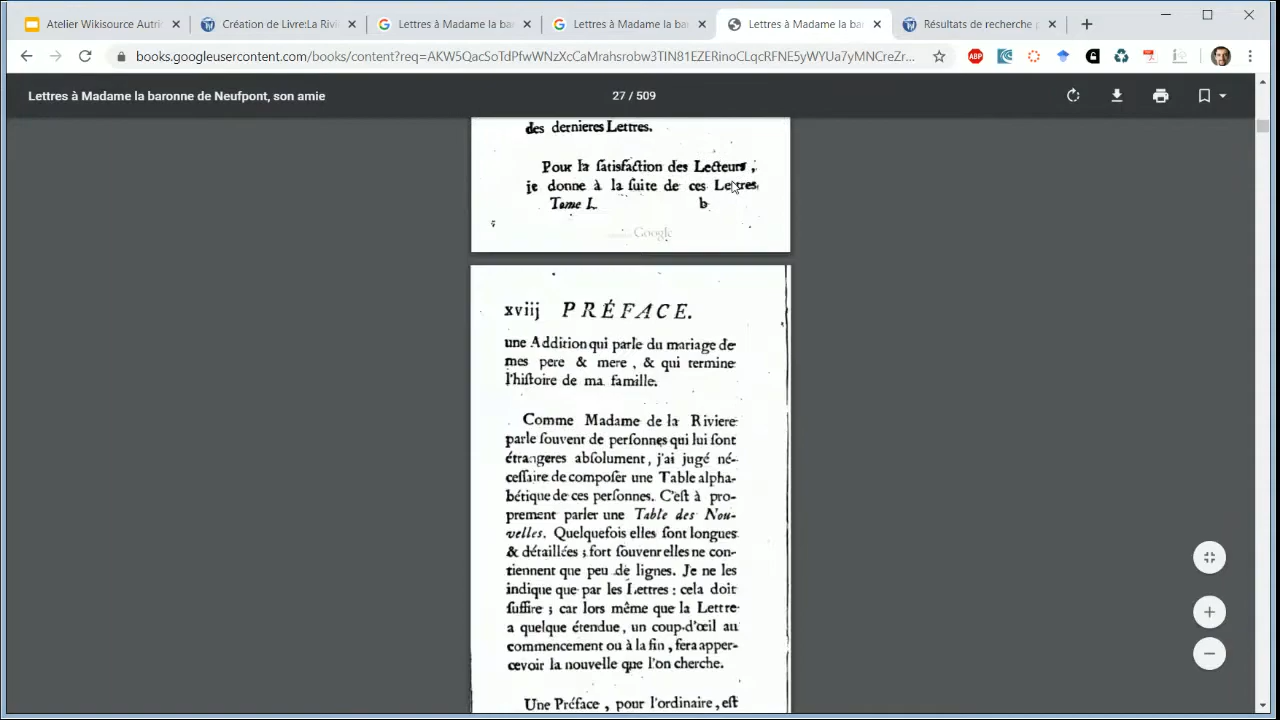 Atelier Wikisource Autri
Création de Livre:La Rivi
Lettres à Madame la ba
Lettres à Madame la ba
Lettres à Madame la ba
Résultats de recherche p
books.googleusercontent.com/books/content?req=AKW5Qa
ABP
Lettres à Madame la baronne de Neufpont, son amie
27 / 509
des dernieres Lettres.
Pour la ſatisfaction des Lecteurs,
je donne à la ſuite de ces Lettres
Tome I. b
Google
xviij PRÉFACE.
une Addition qui parle du mariage de
mes pere & mere, & qui termine
l'hiſtoire de ma famille.
Comme Madame de la Riviere
parle ſouvent de perſonnes qui lui ſont
étrangeres abſolument, j'ai jugé né-
ceſſaire de compoſer une Table alpha-
bétique de ces perſonnes. C'eſt à pro-
prement parler une Table des Nou-
velles. Quelquefois elles ſont longues
& détaillées ; fort ſouvent elles ne con-
tiennent que peu de lignes. Je ne les
indique que par les Lettres : cela doit
ſuffire ; car lors même que la Lettre
a quelque étendue, un coup-d'œil au
commencement ou à la fin, fera apper-
cevoir la nouvelle que l'on cherche.
Une Préface, pour l'ordinaire, eſt